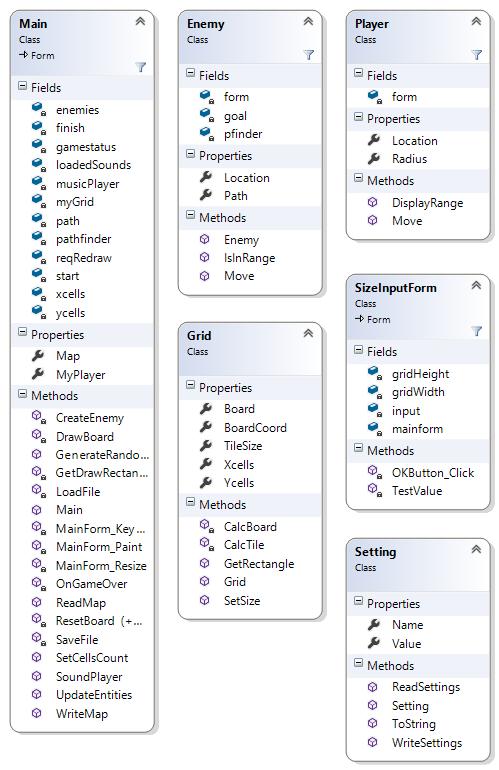 Main
Class
Form
Fields
enemies
finish
gamestatus
loadedSounds
musicPlayer
myGrid
path
pathfinder
reqRedraw
start
xcells
ycells
Properties
Map
MyPlayer
Methods
CreateEnemy
DrawBoard
GenerateRando...
GetDrawRectan...
LoadFile
Main
MainForm_Key...
MainForm_Paint
MainForm_Resize
OnGameOver
ReadMap
ResetBoard (+...
SaveFile
SetCellsCount
SoundPlayer
UpdateEntities
WriteMap
Enemy
Class
Fields
form
goal
pfinder
Properties
Location
Path
Methods
Enemy
IsInRange
Move
Grid
Class
Properties
Board
BoardCoord
TileSize
Xcells
Ycells
Methods
CalcBoard
CalcTile
GetRectangle
Grid
SetSize
Player
Class
Fields
form
Properties
Location
Radius
Methods
DisplayRange
Move
SizeInputForm
Class
Form
Fields
gridHeight
gridWidth
input
mainform
Methods
OKButton_Click
TestValue
Setting
Class
Properties
Name
Value
Methods
ReadSettings
Setting
ToString
WriteSettings